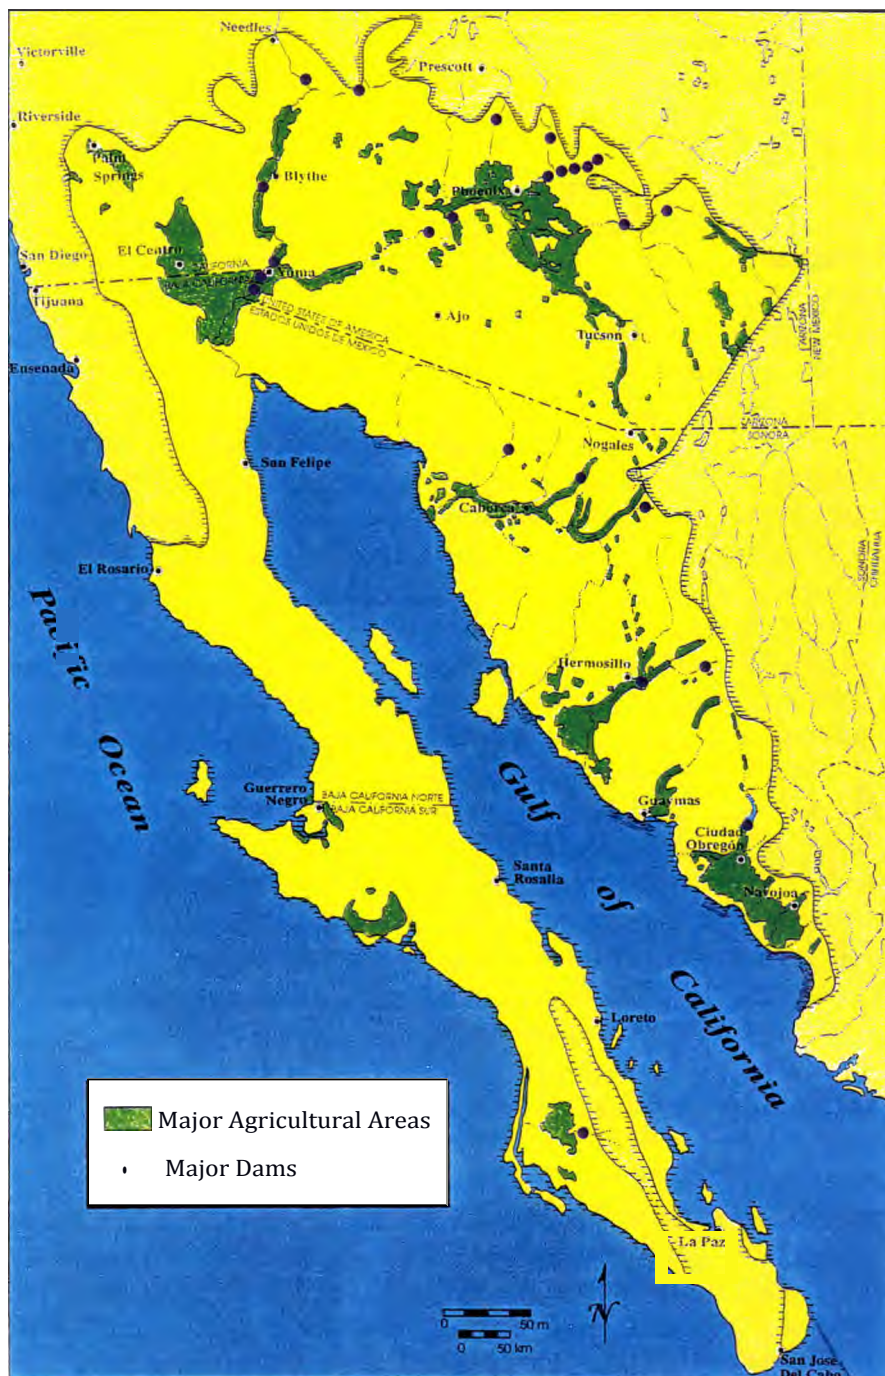 Needles
Victorville
Prescott
Riverside
Palm
Springs
Blythe
Phoenix
El Centro
CALIFORNIA
BAJA CALIFORNIA
San Diego
Yuma
Tijuana
UNITED STATES OF AMERICA
ESTADOS UNIDOS DE MEXICO
Ajo
Tucson
ARIZONA
NEW MEXICO
Ensenada
ARIZONA
SONORA
Nogales
San Felipe
Caborca
El Rosario
SONORA
CHIHUAHUA
Pacific
Ocean
Hermosillo
Guerrero
Negro
BAJA CALIFORNIA NORTE
BAJA CALIFORNIA SUR
Gulf
of
California
Guaymas
Ciudad
Obregón
Navojoa
Santa
Rosalia
Loreto
Major Agricultural Areas
Major Dams
La Paz
N
0 50 m
0 50 km
San Jose
Del Cabo